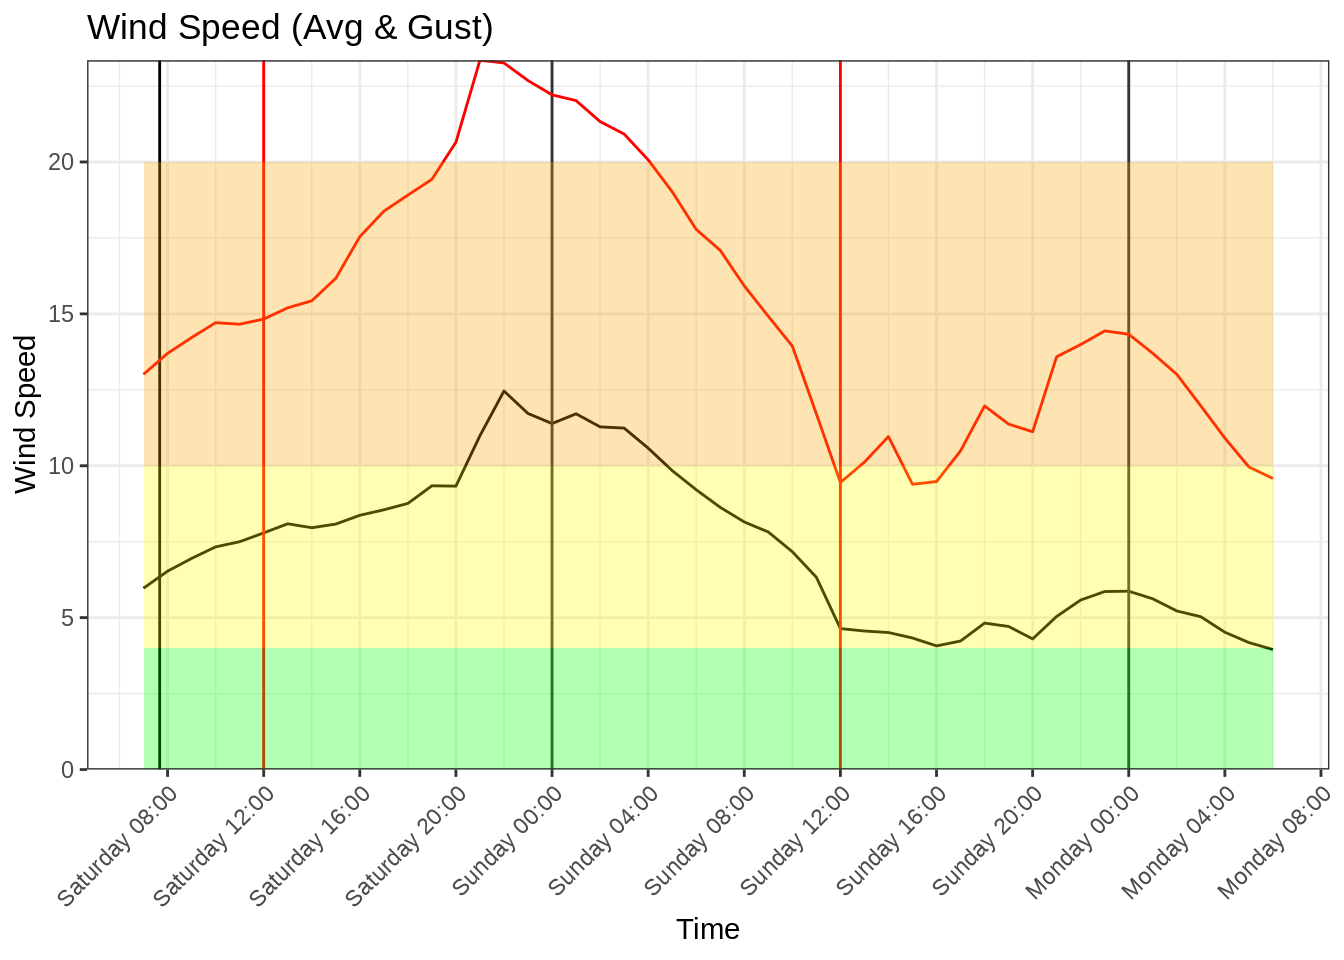 Wind Speed (Avg & Gust)
Wind Speed
20
15
10
5
0
Saturday 08:00
Saturday 12:00
Saturday 16:00
Saturday 20:00
Sunday 00:00
Sunday 04:00
Sunday 08:00
Sunday 12:00
Sunday 16:00
Sunday 20:00
Monday 00:00
Monday 04:00
Monday 08:00
Time